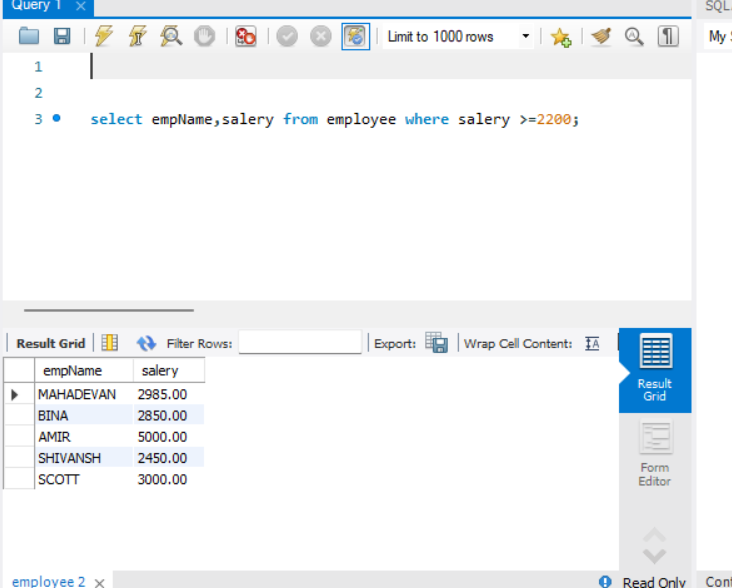 Query 1
SQL
Limit to 1000 rows
My
1
2
3 select empName,salery from employee where salery >=2200;
Result Grid Filter Rows: Export: Wrap Cell Content:
empName salery
MAHADEVAN 2985.00
BINA 2850.00
AMIR 5000.00
SHIVANSH 2450.00
SCOTT 3000.00
Result
Grid
Form
Editor
employee 2
Read Only